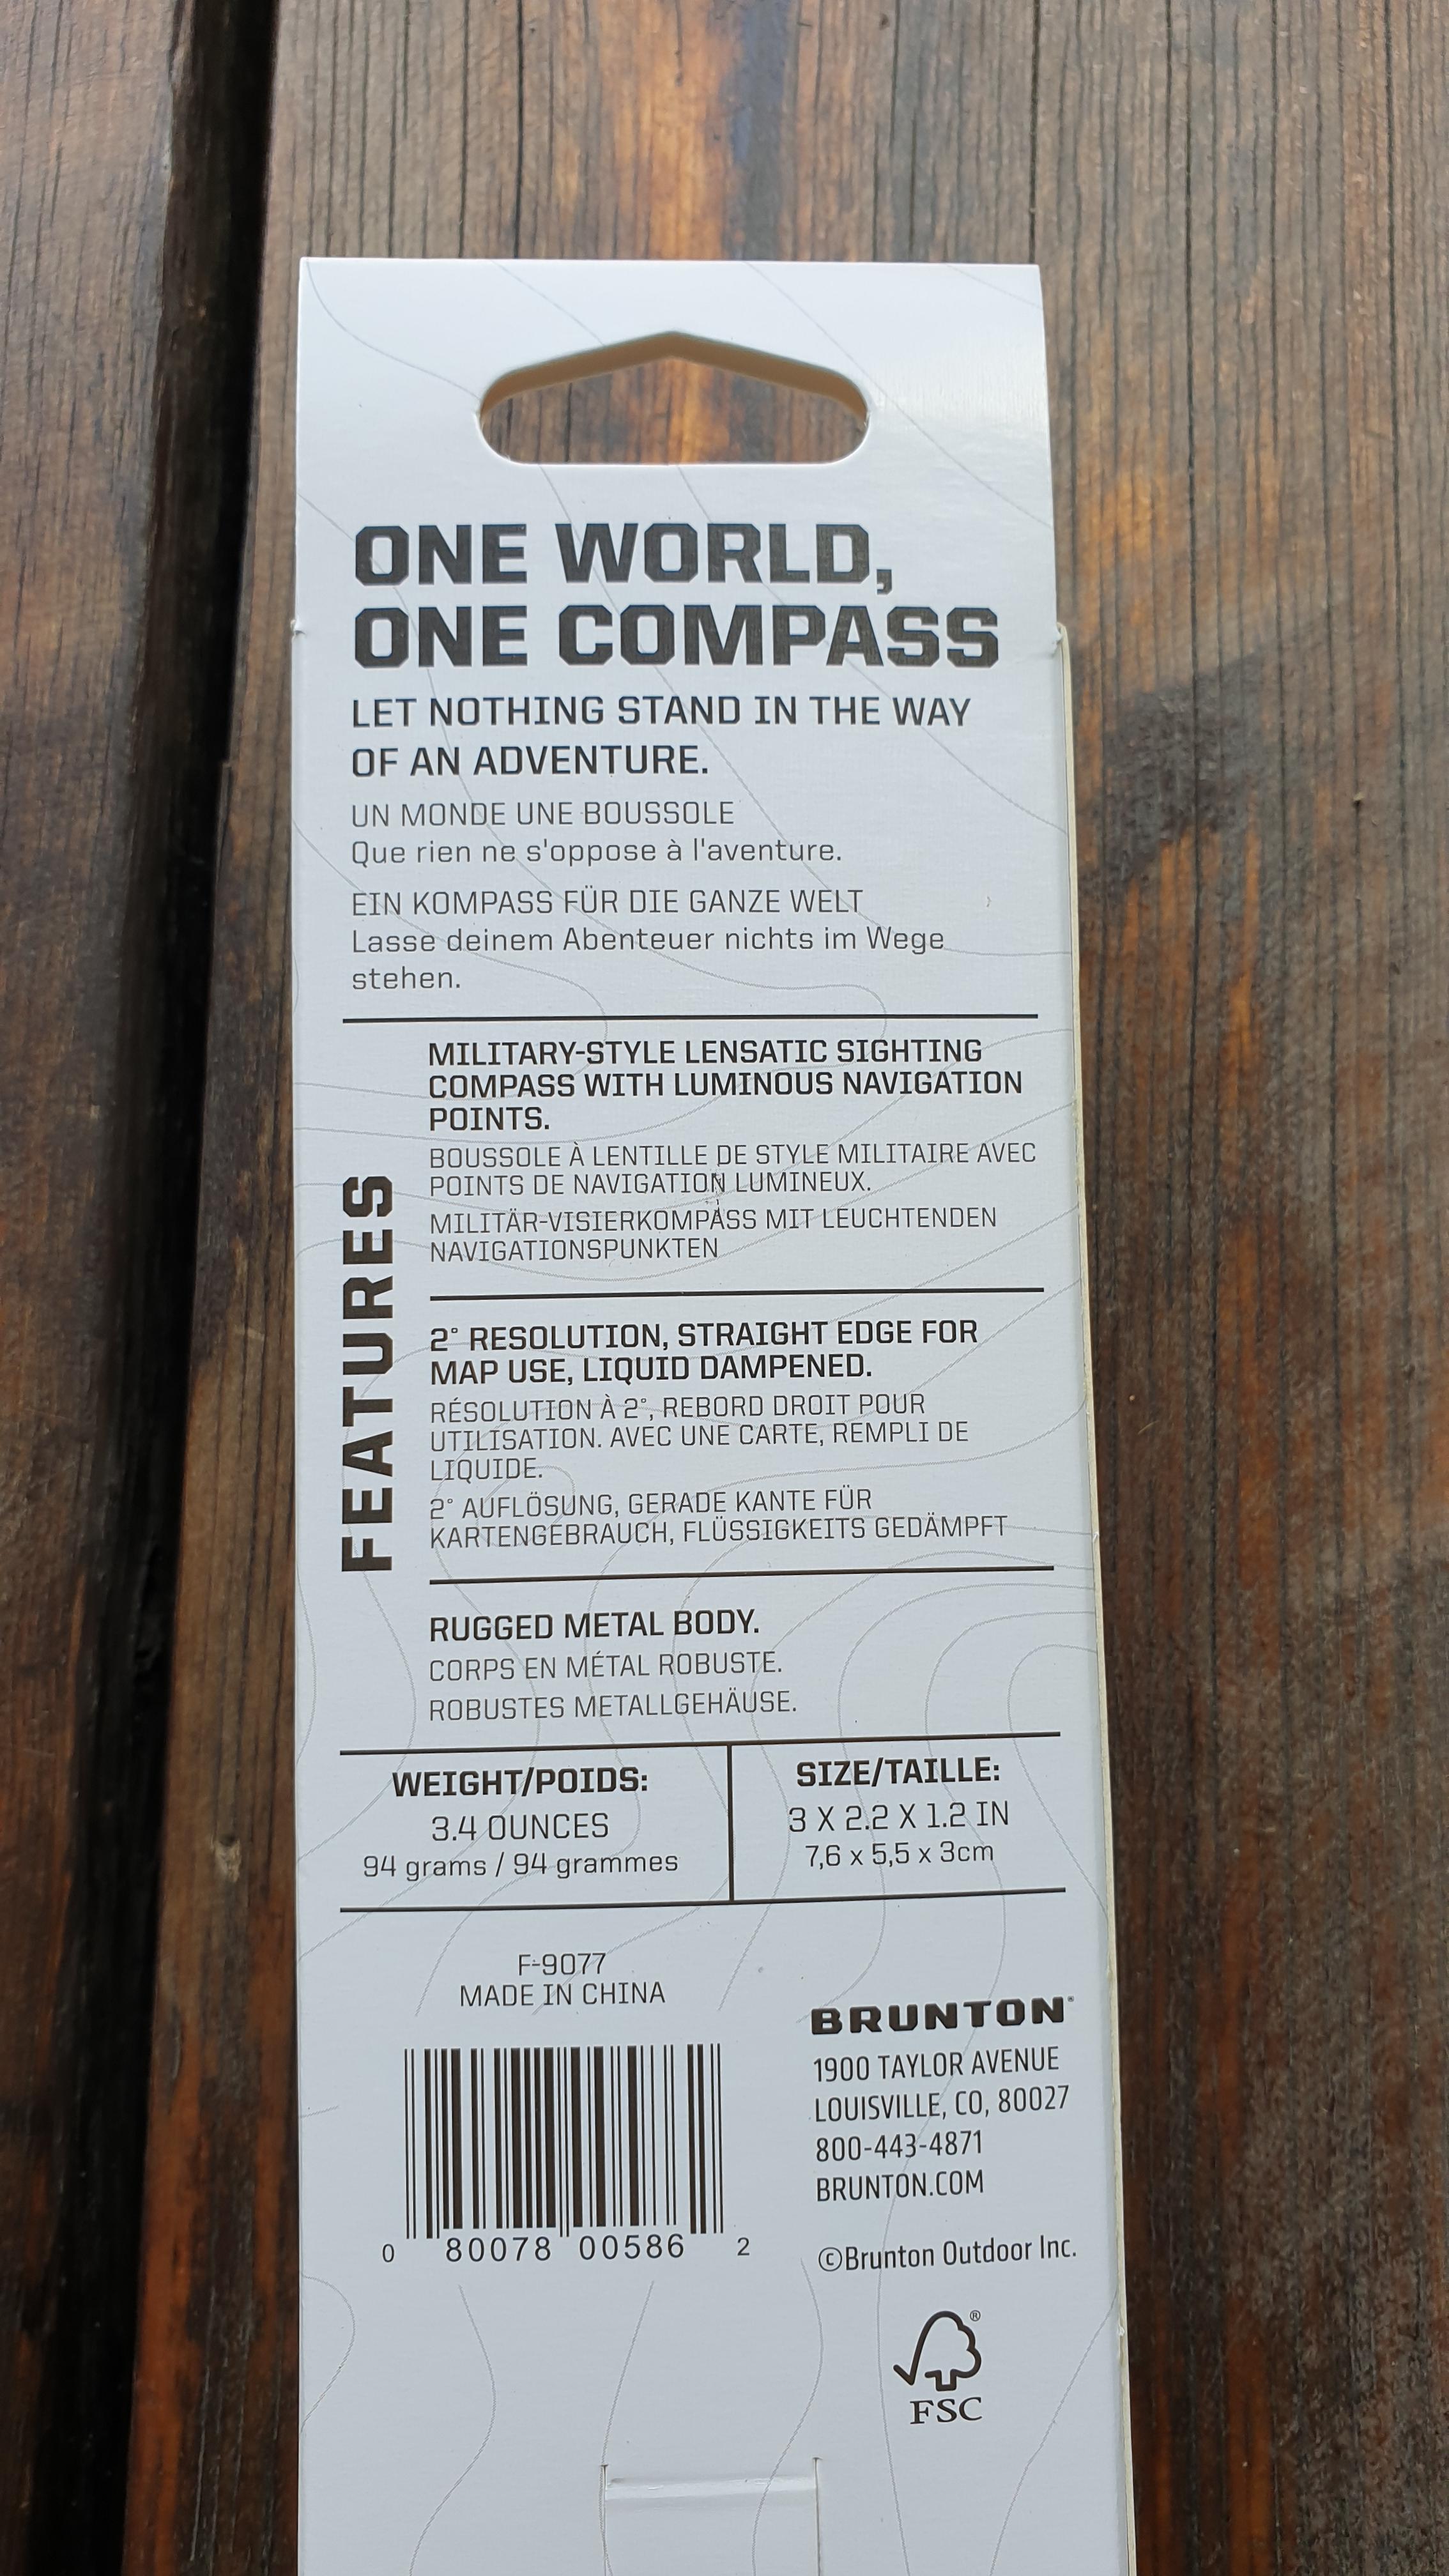 ONE WORLD,
ONE COMPASS
LET NOTHING STAND IN THE WAY
OF AN ADVENTURE.
UN MONDE UNE BOUSSOLE
Que rien ne s'oppose à l'aventure.
EIN KOMPASS FÜR DIE GANZE WELT
Lasse deinem Abenteuer nichts im Wege
stehen.
FEATURES
MILITARY-STYLE LENSATIC SIGHTING
COMPASS WITH LUMINOUS NAVIGATION
POINTS.
BOUSSOLE À LENTILLE DE STYLE MILITAIRE AVEC
POINTS DE NAVIGATION LUMINEUX.
MILITÄR-VISIERKOMPASS MIT LEUCHTENDEN
NAVIGATIONSPUNKTEN
2° RESOLUTION, STRAIGHT EDGE FOR
MAP USE, LIQUID DAMPENED.
RÉSOLUTION À 2°, REBORD DROIT POUR
UTILISATION. AVEC UNE CARTE, REMPLI DE
LIQUIDE.
2° AUFLÖSUNG, GERADE KANTE FÜR
KARTENGEBRAUCH, FLÜSSIGKEITS GEDÄMPFT
RUGGED METAL BODY.
CORPS EN MÉTAL ROBUSTE.
ROBUSTES METALLGEHÄUSE.
WEIGHT/POIDS:
3.4 OUNCES
94 grams / 94 grammes
SIZE/TAILLE:
3 X 2.2 X 1.2 IN
7,6 x 5,5 x 3cm
F-9077
MADE IN CHINA
0 80078 00586 2
BRUNTON®
1900 TAYLOR AVENUE
LOUISVILLE, CO, 80027
800-443-4871
BRUNTON.COM
©Brunton Outdoor Inc.
®
FSC